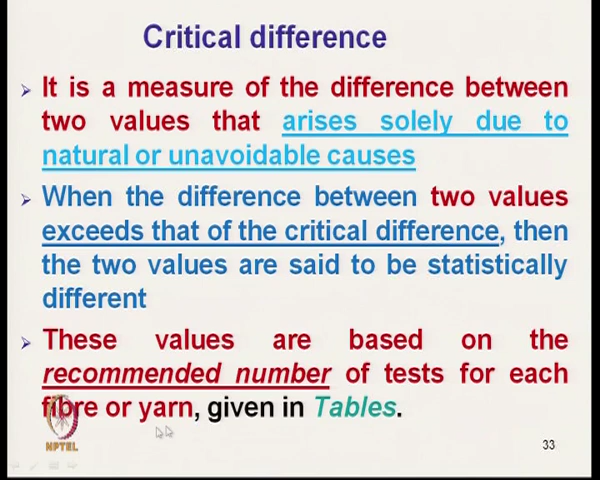 Critical difference
It is a measure of the difference between
two values that arises solely due to
natural or unavoidable causes
When the difference between two values
exceeds that of the critical difference, then
the two values are said to be statistically
different
These values are based on the
recommended number of tests for each
fibre or yarn, given in Tables.
NPTEL
33